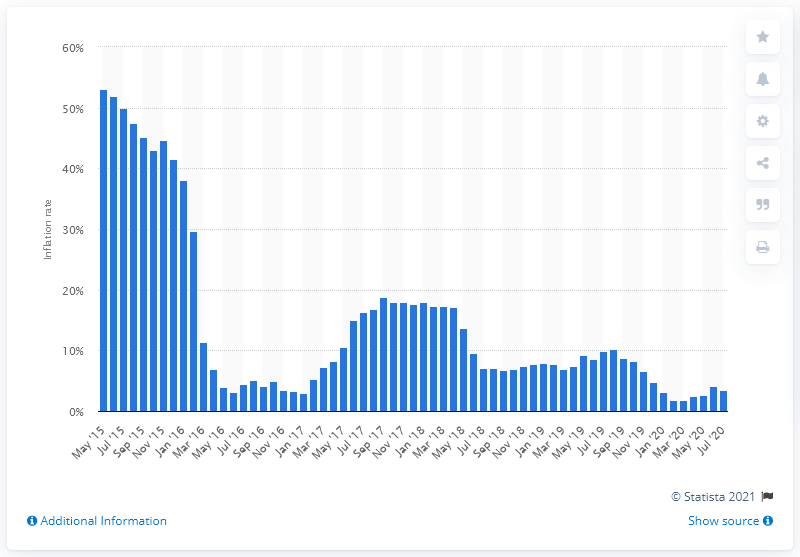 60%
50%
40%
30%
20%
10%
0%
Inflation rate
May '15
Jul '15
Sep '15
Nov '15
Jan '16
Mar '16
May '16
Jul '16
Sep '16
Nov '16
Jan '17
Mar '17
May '17
Jul '17
Sep '17
Nov '17
Jan '18
Mar '18
May '18
Jul '18
Sep '18
Nov '18
Jan '19
Mar '19
May '19
Jul '19
Sep '19
Nov '19
Jan '20
Mar '20
May '20
Jul '20
© Statista 2021
Additional Information
Show source